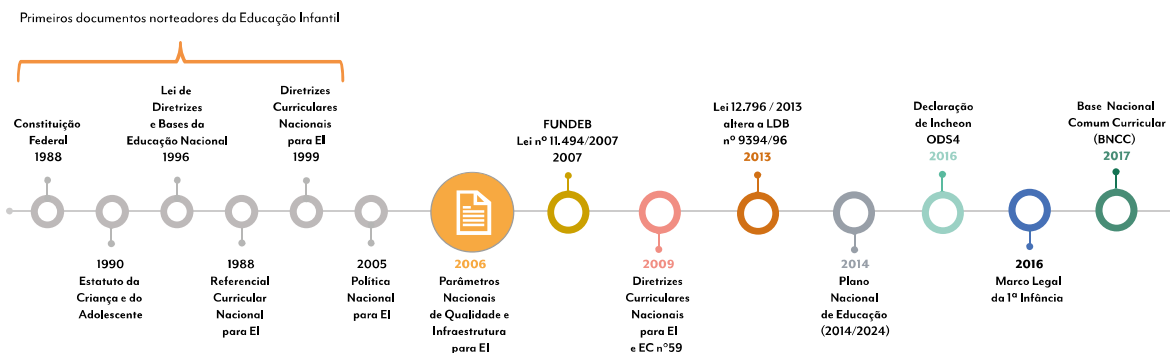 Primeiros documentos norteadores da Educação Infantil
Constituição
Federal
1988
1990
Estatuto da
Criança e do
Adolescente
Lei de
Diretrizes
e Bases da
Educação Nacional
1996
1988
Referencial
Curricular
Nacional
para EI
Diretrizes
Curriculares
Nacionais
para EI
1999
2005
Política
Nacional
para EI
2006
Parâmetros
Nacionais
de Qualidade e
Infraestrutura
para EI
FUNDEB
Lei nº 11.494/2007
2007
2009
Diretrizes
Curriculares
Nacionais
para EI
e EC nº59
Lei 12.796 / 2013
altera a LDB
nº 9394/96
2013
2014
Plano
Nacional
de Educação
(2014/2024)
Declaração
de Incheon
ODS4
2016
2016
Marco Legal
da 1ª Infância
Base Nacional
Comum Curricular
(BNCC)
2017